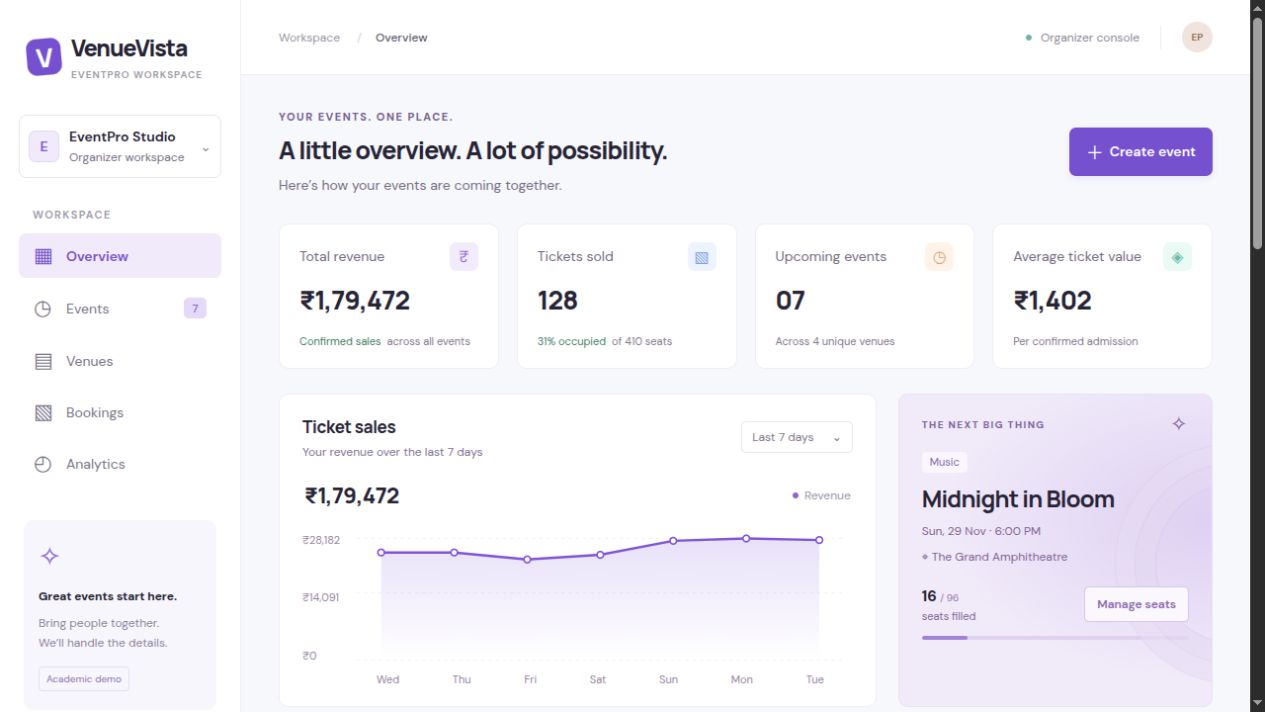 V
VenueVista
EVENTPRO WORKSPACE
E
EventPro Studio
Organizer workspace
WORKSPACE
Overview
Events
7
Venues
Bookings
Analytics
Great events start here.
Bring people together.
We'll handle the details.
Academic demo
Workspace / Overview
Organizer console
EP
YOUR EVENTS. ONE PLACE.
A little overview. A lot of possibility.
Here's how your events are coming together.
+ Create event
Total revenue
₹
₹1,79,472
Confirmed sales across all events
Tickets sold
128
31% occupied of 410 seats
Upcoming events
07
Across 4 unique venues
Average ticket value
₹1,402
Per confirmed admission
Ticket sales
Your revenue over the last 7 days
Last 7 days
₹1,79,472
Revenue
₹28,182
₹14,091
₹0
Wed Thu Fri Sat Sun Mon Tue
THE NEXT BIG THING
Music
Midnight in Bloom
Sun, 29 Nov · 6:00 PM
The Grand Amphitheatre
16 / 96
seats filled
Manage seats